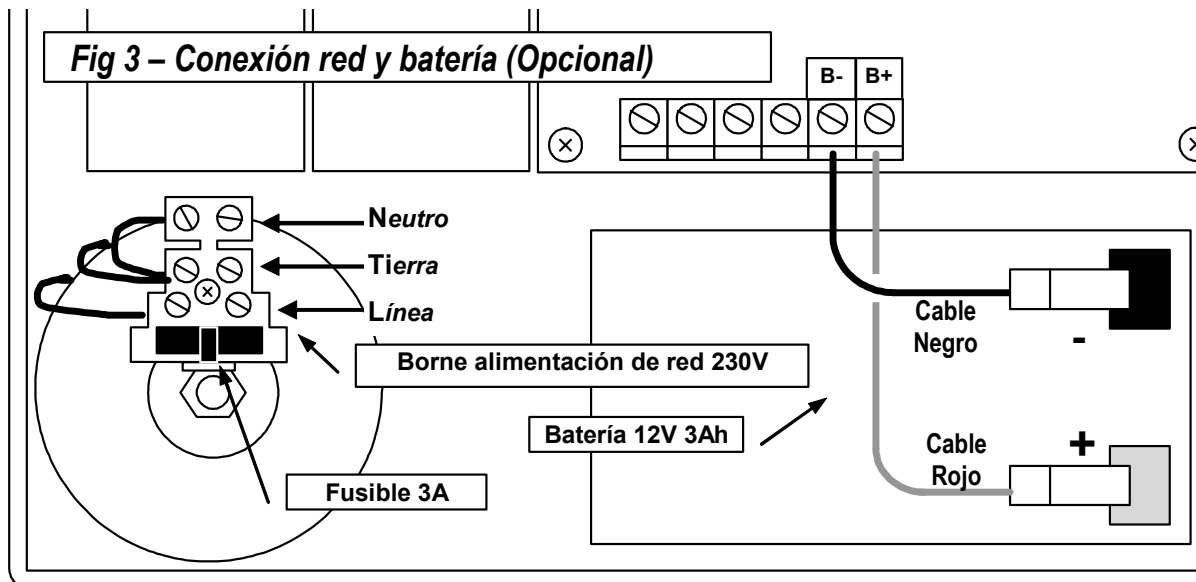 Fig 3 – Conexión red y batería (Opcional)
B- B+
Neutro
Tierra
Línea
Borne alimentación de red 230V
Batería 12V 3Ah
Fusible 3A
Cable
Negro
-
+
Cable
Rojo